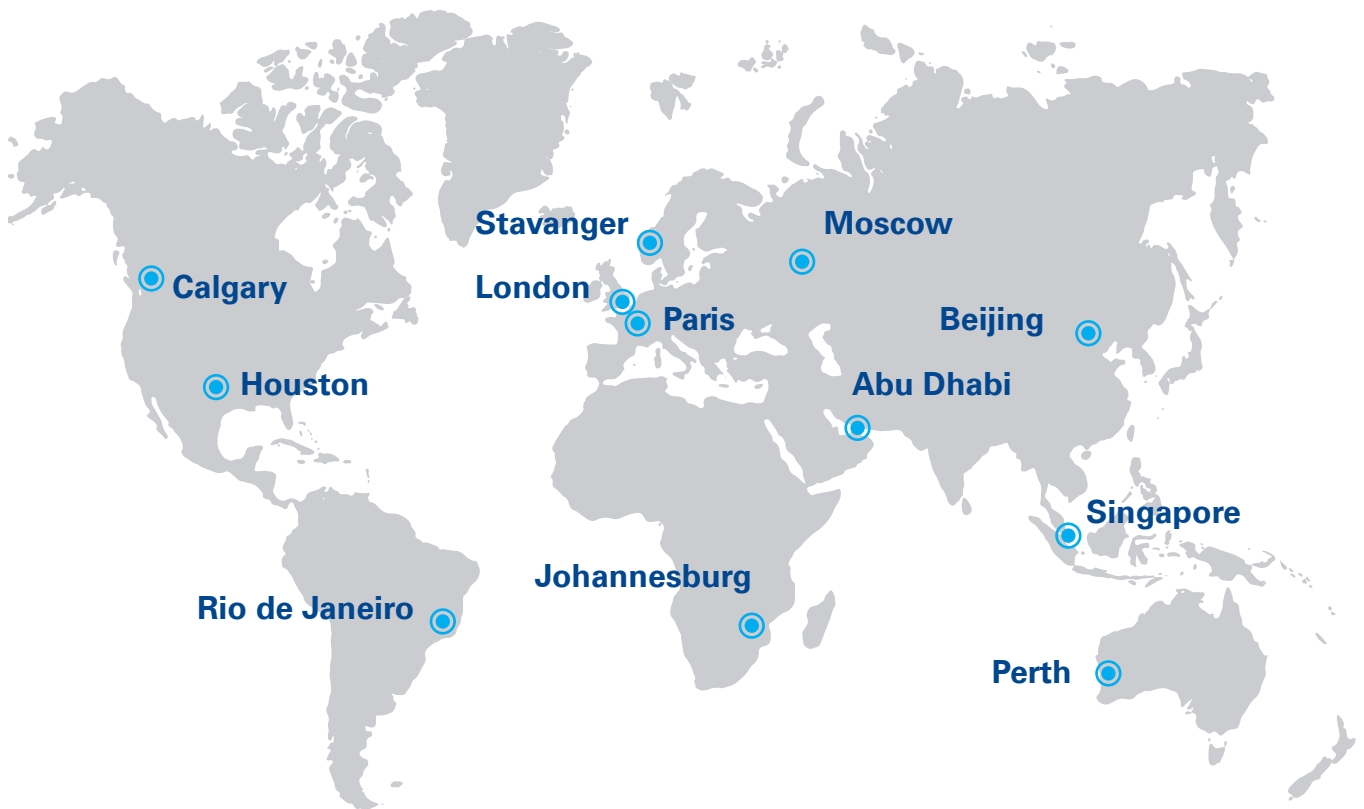 Stavanger
Moscow
Calgary
London
Paris
Beijing
Houston
Abu Dhabi
Singapore
Johannesburg
Rio de Janeiro
Perth